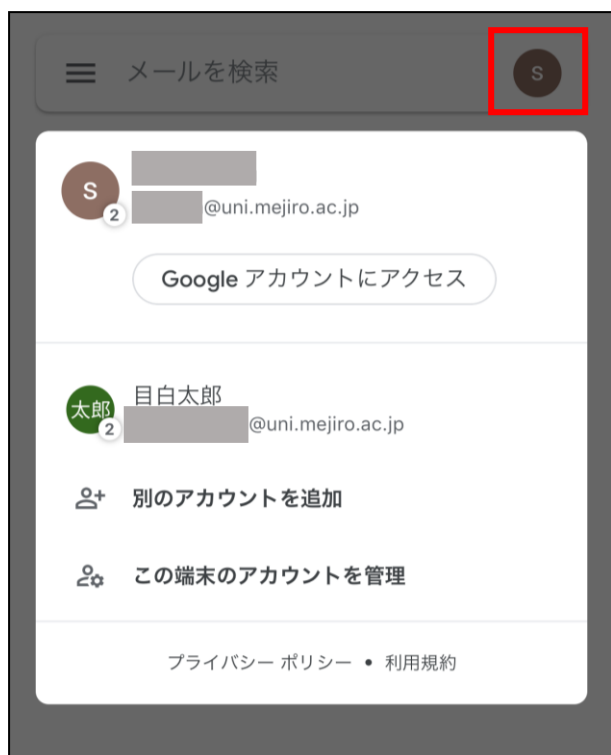 メールを検索
S
S
2
@uni.mejiro.ac.jp
Google アカウントにアクセス
太郎
2
目白太郎
@uni.mejiro.ac.jp
別のアカウントを追加
この端末のアカウントを管理
プライバシー ポリシー • 利用規約